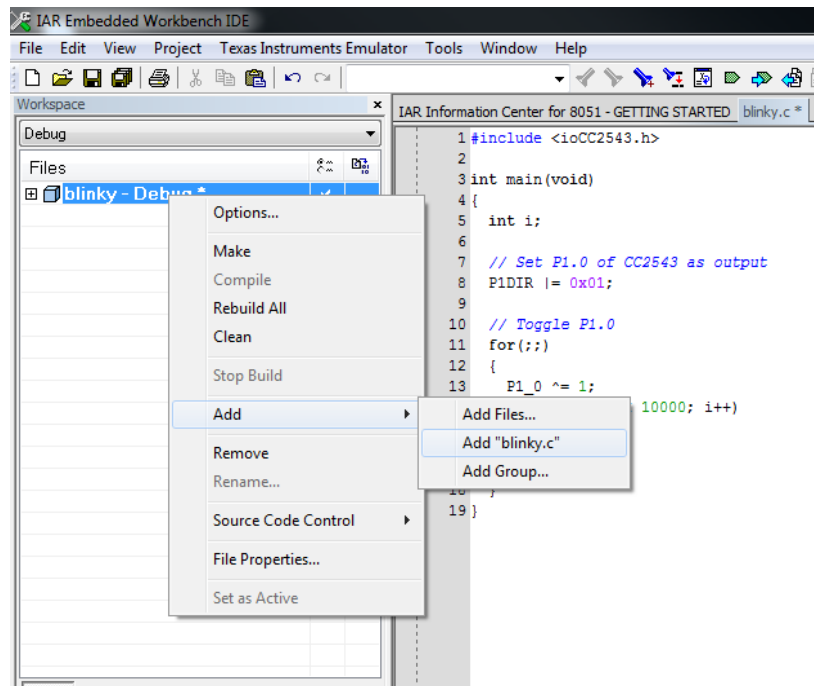 IAR Embedded Workbench IDE
File Edit View Project Texas Instruments Emulator Tools Window Help
Workspace x
Debug
Files
blinky - Debug *
Options...
Make
Compile
Rebuild All
Clean
Stop Build
Add
Remove
Rename...
Source Code Control
File Properties...
Set as Active
Add Files...
Add "blinky.c"
Add Group...
IAR Information Center for 8051 - GETTING STARTED blinky.c *
1 #include <ioCC2543.h>
2
3 int main(void)
4 {
5 int i;
6
7 // Set P1.0 of CC2543 as output
8 P1DIR |= 0x01;
9
10 // Toggle P1.0
11 for(;;)
12 {
13 P1_0 ^= 1;
10000; i++)
18 }
19 }